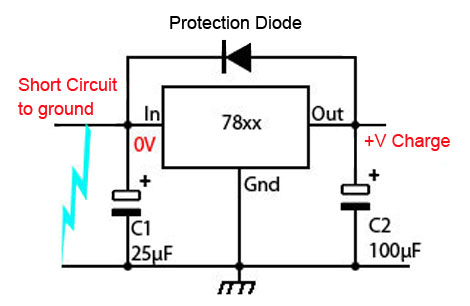 Protection Diode
Short Circuit
to ground
In
78xx
Out
0V
+V Charge
Gnd
+
+
C1
25µF
C2
100µF